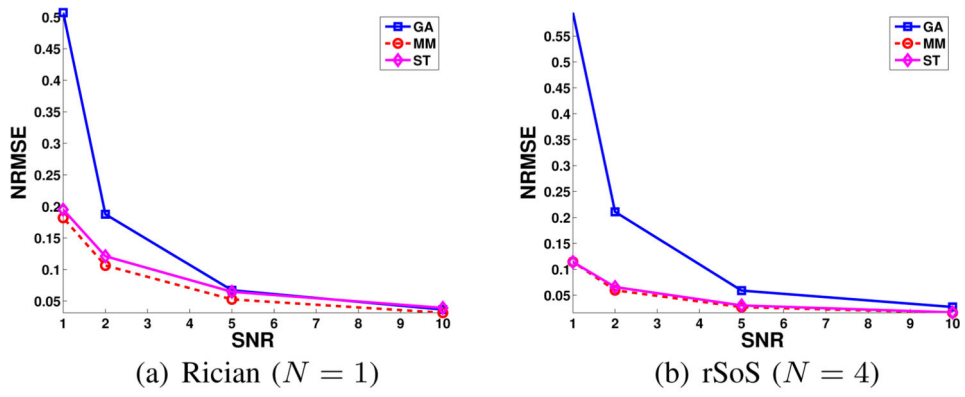 0.5
0.45
0.4
0.35
0.3
0.25
0.2
0.15
0.1
0.05
NRMSE
1 2 3 4 5 6 7 8 9 10
SNR
GA
MM
ST
(a) Rician (N = 1)
0.55
0.5
0.45
0.4
0.35
0.3
0.25
0.2
0.15
0.1
0.05
NRMSE
1 2 3 4 5 6 7 8 9 10
SNR
GA
MM
ST
(b) rSoS (N = 4)